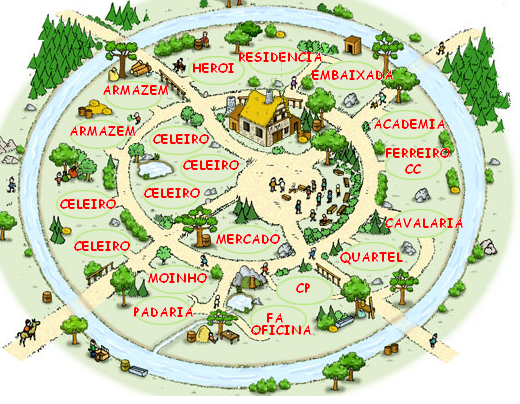 RESIDENCIA
HEROI
EMBAIXADA
ARMAZEM
ARMAZEM
ACADEMIA
CELEIRO
FERREIRO
CC
CELEIRO
CELEIRO
CELEIRO
CAVALARIA
CELEIRO
MERCADO
QUARTEL
MOINHO
CP
PADARIA
FA
OFICINA